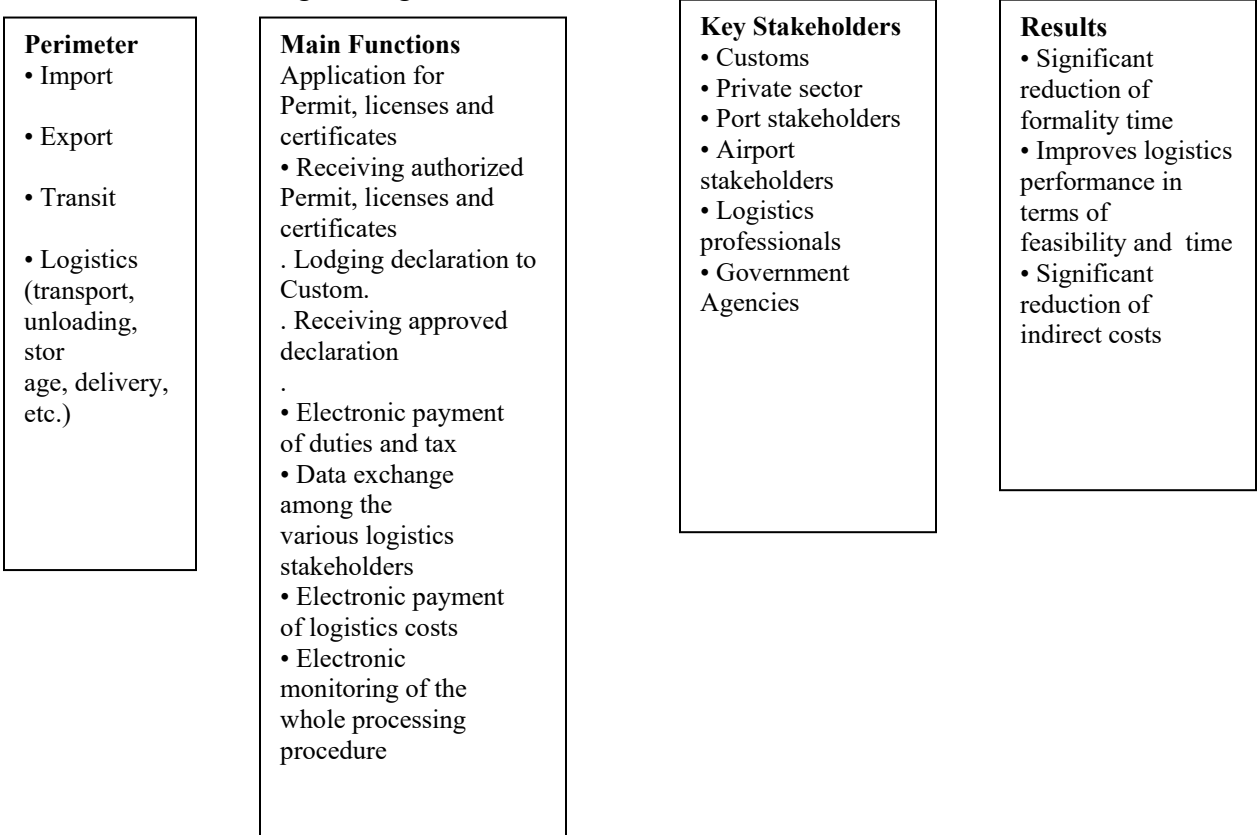 Perimeter
• Import
• Export
• Transit
• Logistics
(transport,
unloading,
stor
age, delivery,
etc.)
Main Functions
Application for
Permit, licenses and
certificates
• Receiving authorized
Permit, licenses and
certificates
. Lodging declaration to
Custom.
. Receiving approved
declaration
.
• Electronic payment
of duties and tax
• Data exchange
among the
various logistics
stakeholders
• Electronic payment
of logistics costs
• Electronic
monitoring of the
whole processing
procedure
Key Stakeholders
• Customs
• Private sector
• Port stakeholders
• Airport
stakeholders
• Logistics
professionals
• Government
Agencies
Results
• Significant
reduction of
formality time
• Improves logistics
performance in
terms of
feasibility and  time
• Significant
reduction of
indirect costs